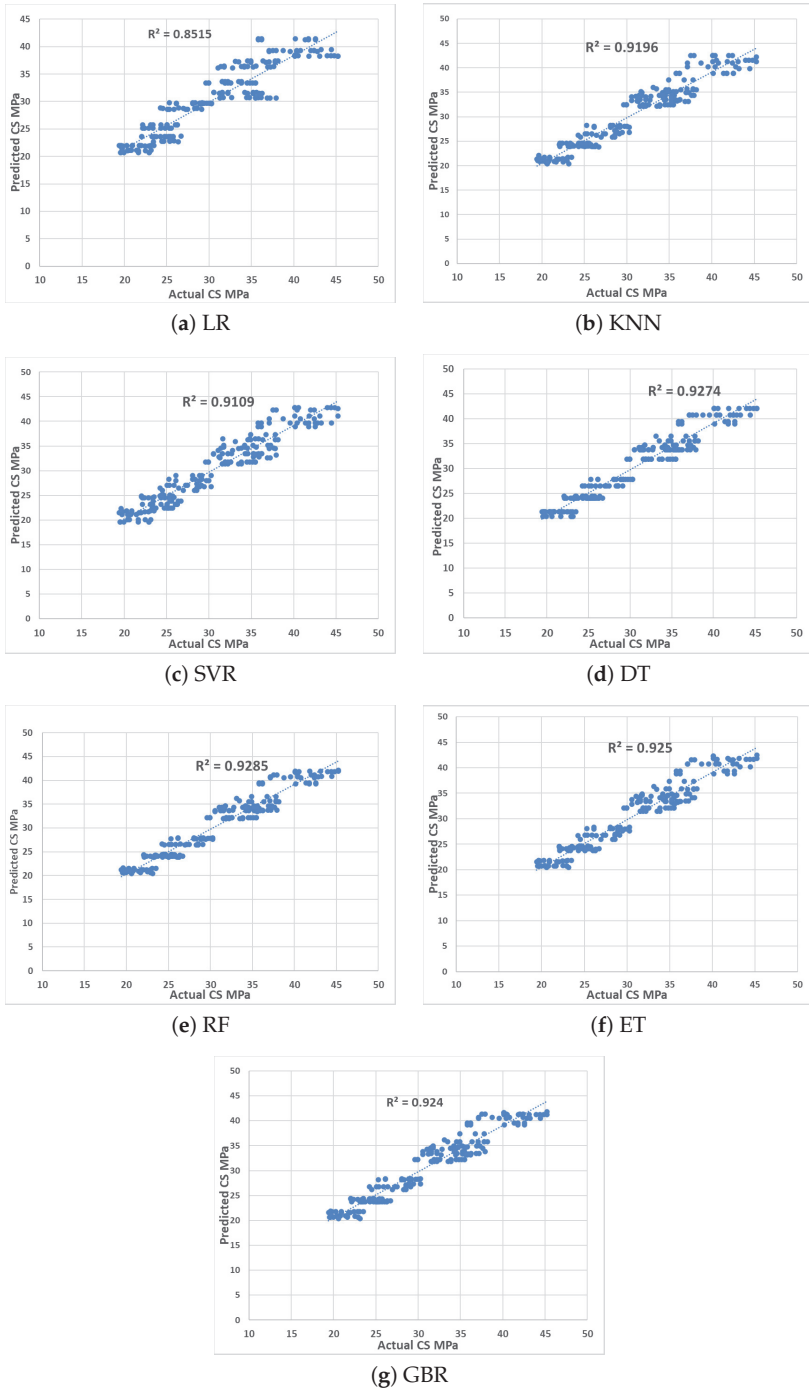 R² = 0.8515
Predicted CS MPa
45
40
35
30
25
20
15
10
5
0
10 15 20 25 30 35 40 45 50
Actual CS MPa
(a) LR
R² = 0.9196
Predicted CS MPa
50
45
40
35
30
25
20
15
10
5
0
10 15 20 25 30 35 40 45 50
Actual CS MPa
(b) KNN
R² = 0.9109
Predicted CS MPa
50
45
40
35
30
25
20
15
10
5
0
10 15 20 25 30 35 40 45 50
Actual CS MPa
(c) SVR
R² = 0.9274
Predicted CS MPa
50
45
40
35
30
25
20
15
10
5
0
10 15 20 25 30 35 40 45 50
Actual CS MPa
(d) DT
R² = 0.9285
Predicted CS MPa
50
45
40
35
30
25
20
15
10
5
0
10 15 20 25 30 35 40 45 50
Actual CS MPa
(e) RF
R² = 0.925
Predicted CS MPa
50
45
40
35
30
25
20
15
10
5
0
10 15 20 25 30 35 40 45 50
Actual CS MPa
(f) ET
R² = 0.924
Predicted CS MPa
50
45
40
35
30
25
20
15
10
5
0
10 15 20 25 30 35 40 45 50
Actual CS MPa
(g) GBR